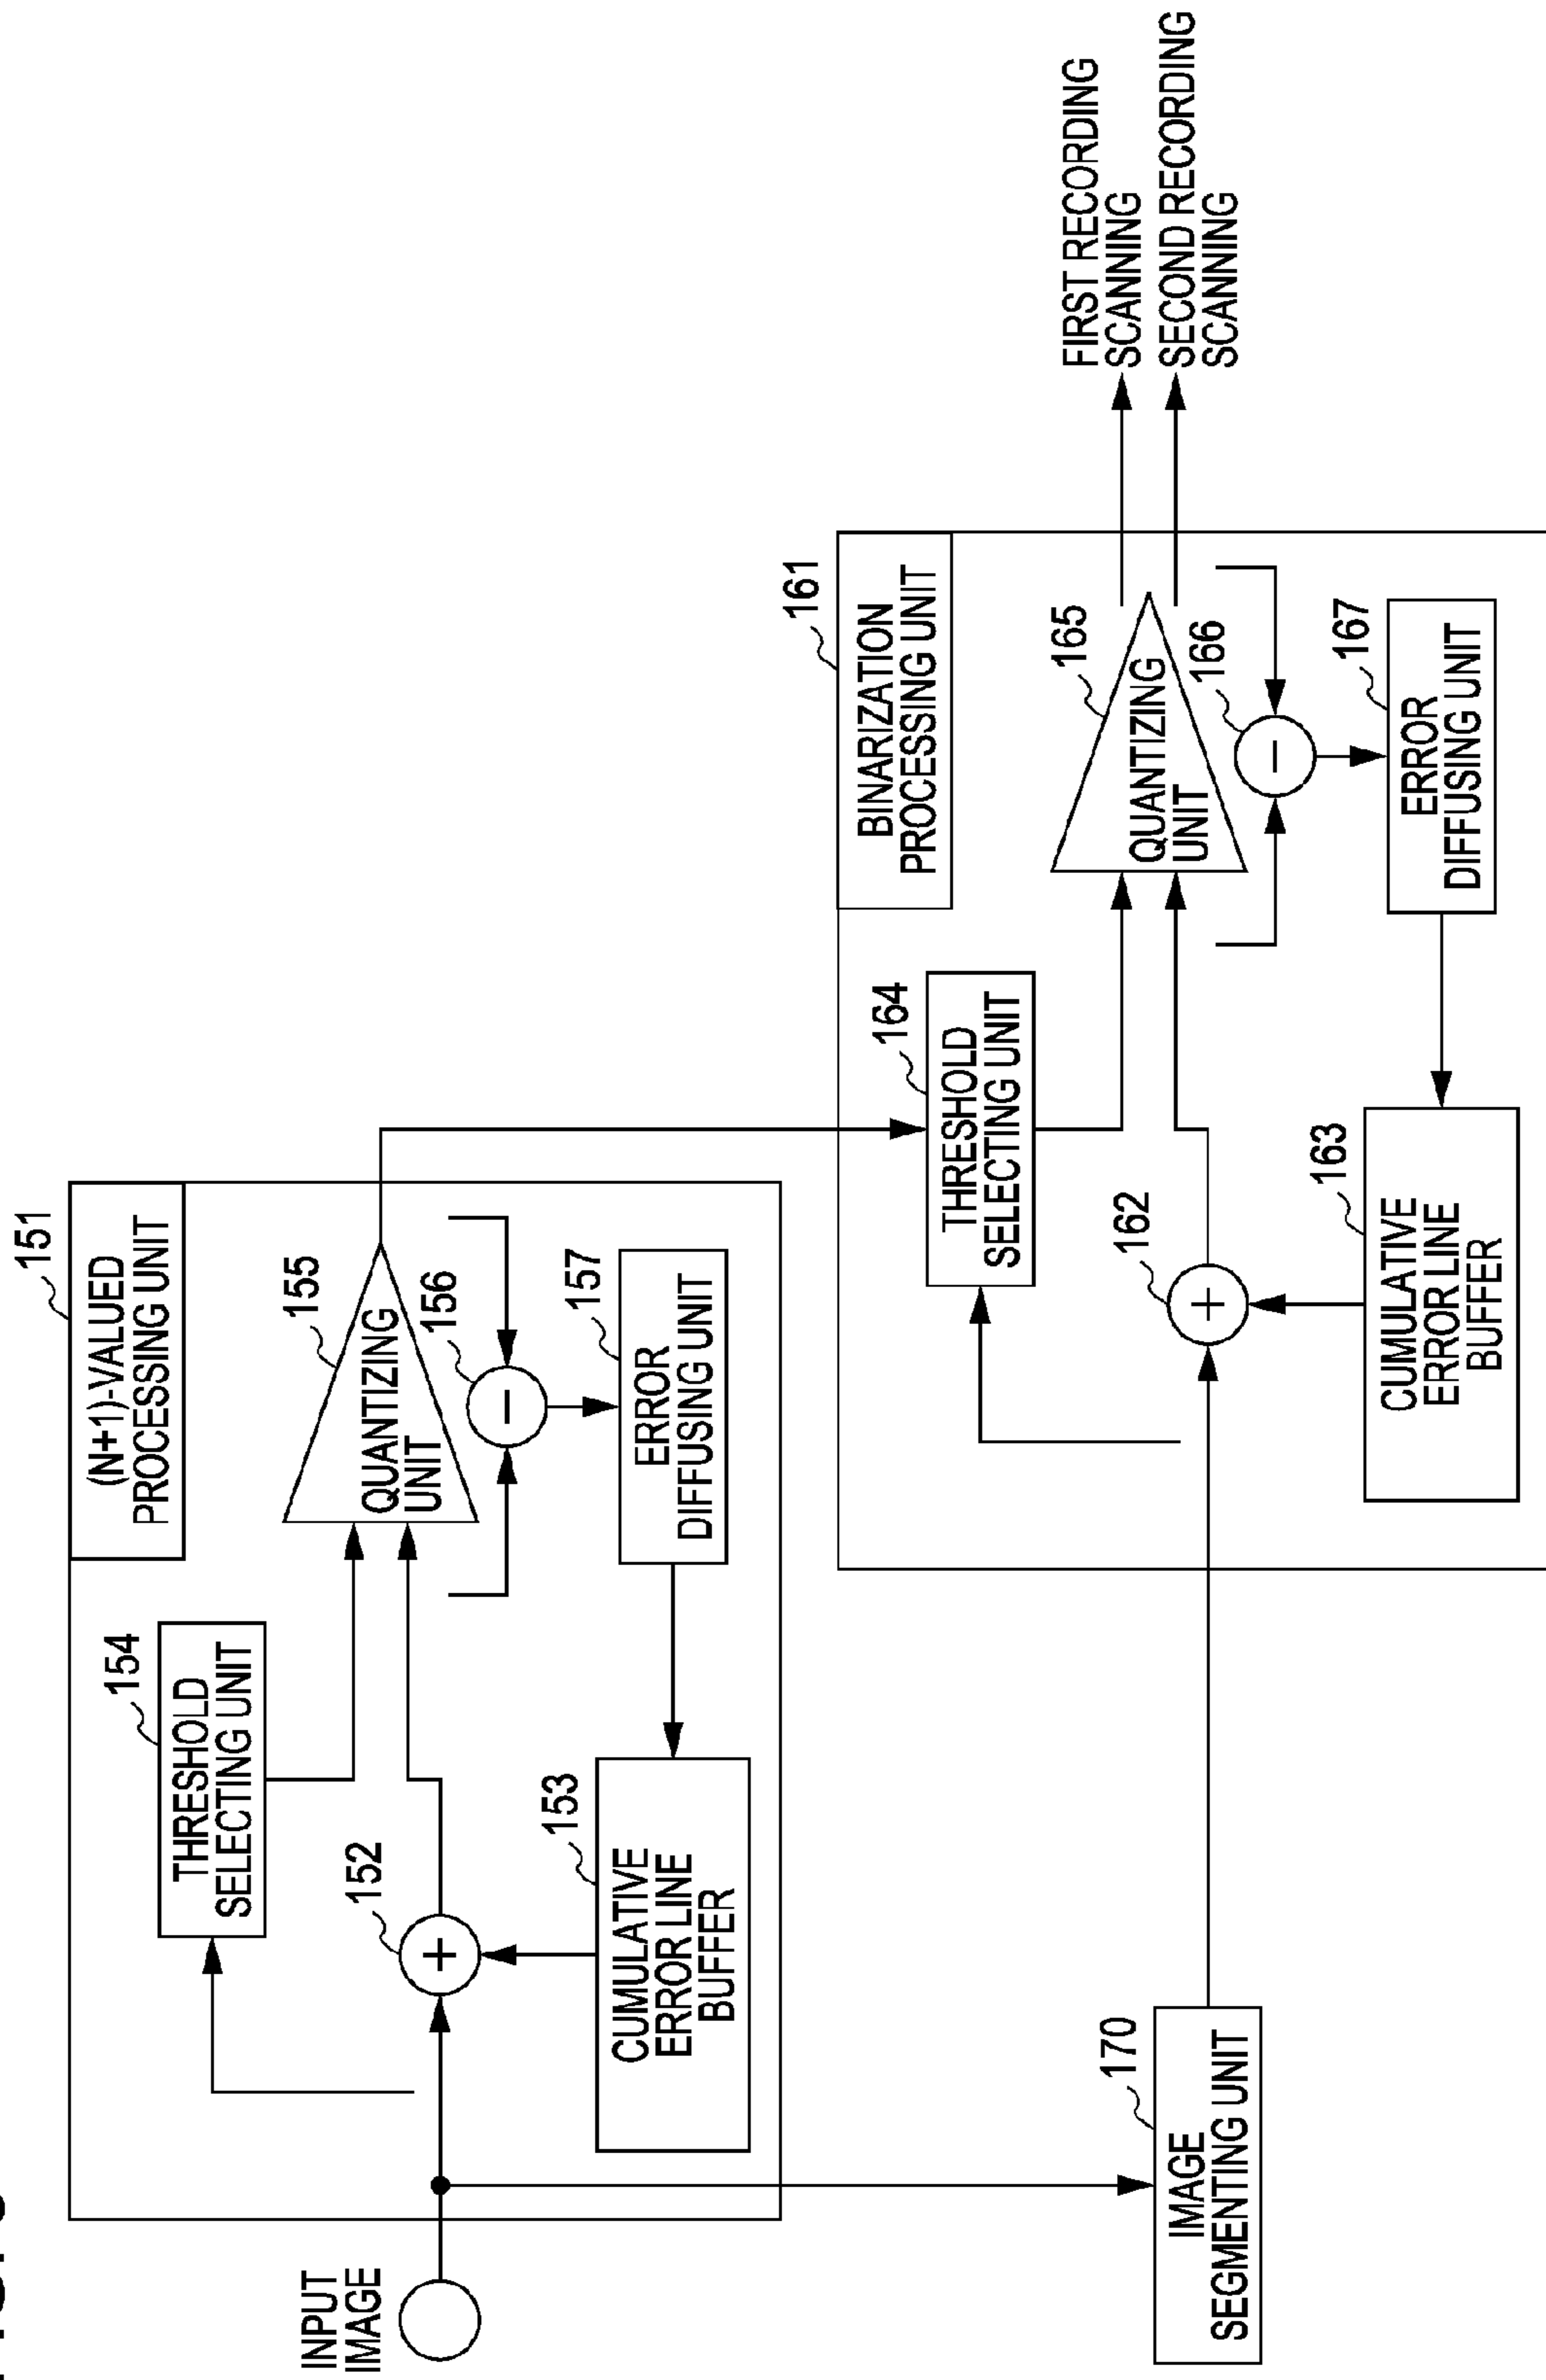 151
(N+1)-VALUED
PROCESSING UNIT
154
THRESHOLD
SELECTING UNIT
155
QUANTIZING
UNIT
152
156
INPUT
IMAGE
153
CUMULATIVE
ERROR LINE
BUFFER
157
ERROR
DIFFUSING UNIT
161
BINARIZATION
PROCESSING UNIT
164
THRESHOLD
SELECTING UNIT
165
QUANTIZING
UNIT
FIRST RECORDING
SCANNING
SECOND RECORDING
SCANNING
162
166
170
IMAGE
SEGMENTING UNIT
163
CUMULATIVE
ERROR LINE
BUFFER
167
ERROR
DIFFUSING UNIT